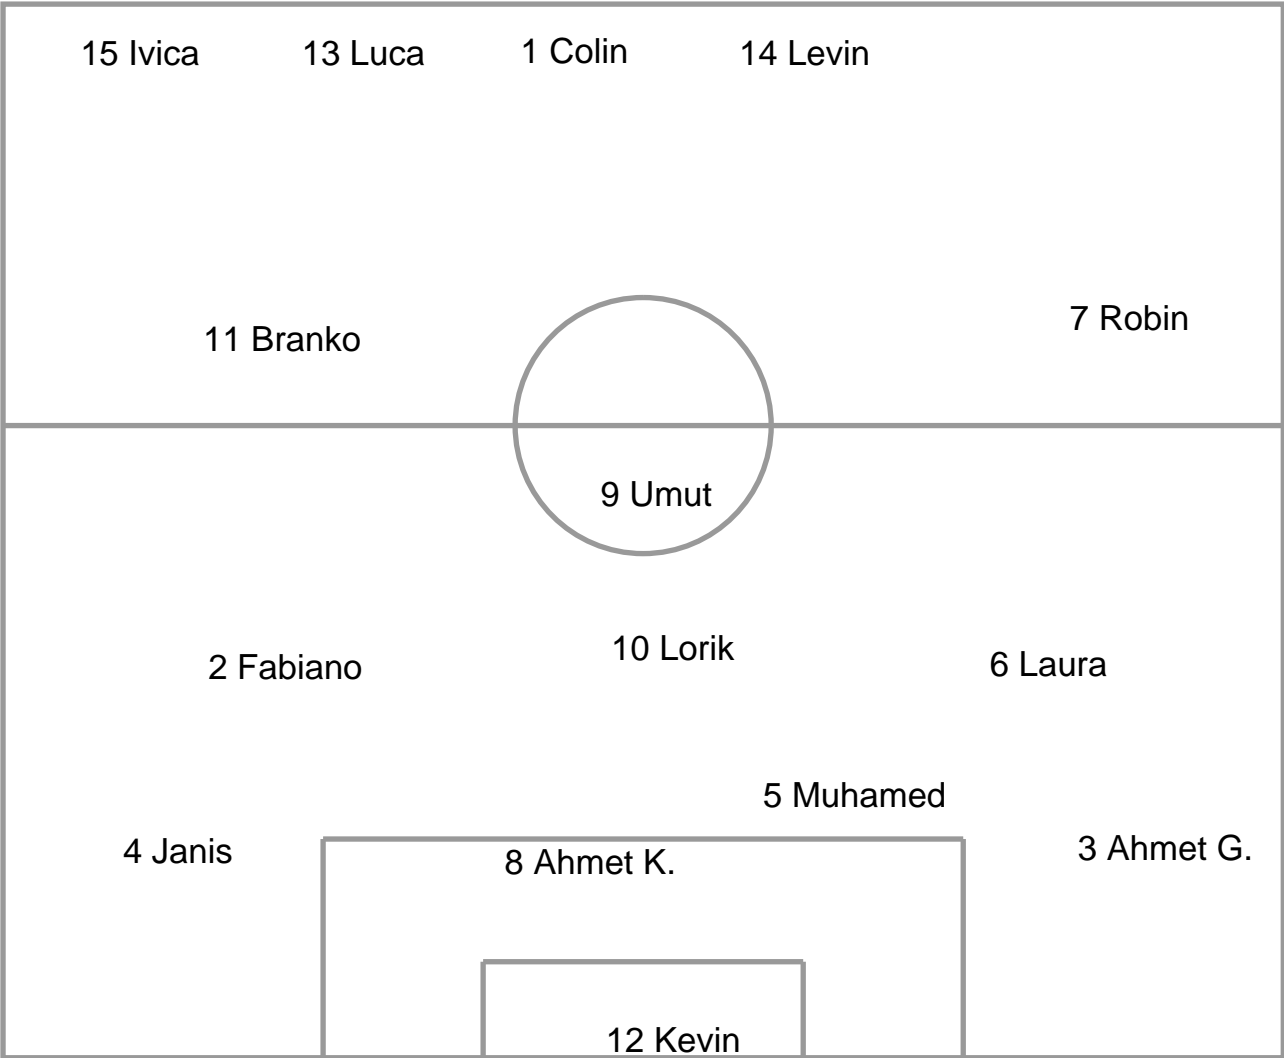 15 Ivica
13 Luca
1 Colin
14 Levin
7 Robin
11 Branko
9 Umut
10 Lorik
2 Fabiano
6 Laura
5 Muhamed
4 Janis
8 Ahmet K.
3 Ahmet G.
12 Kevin